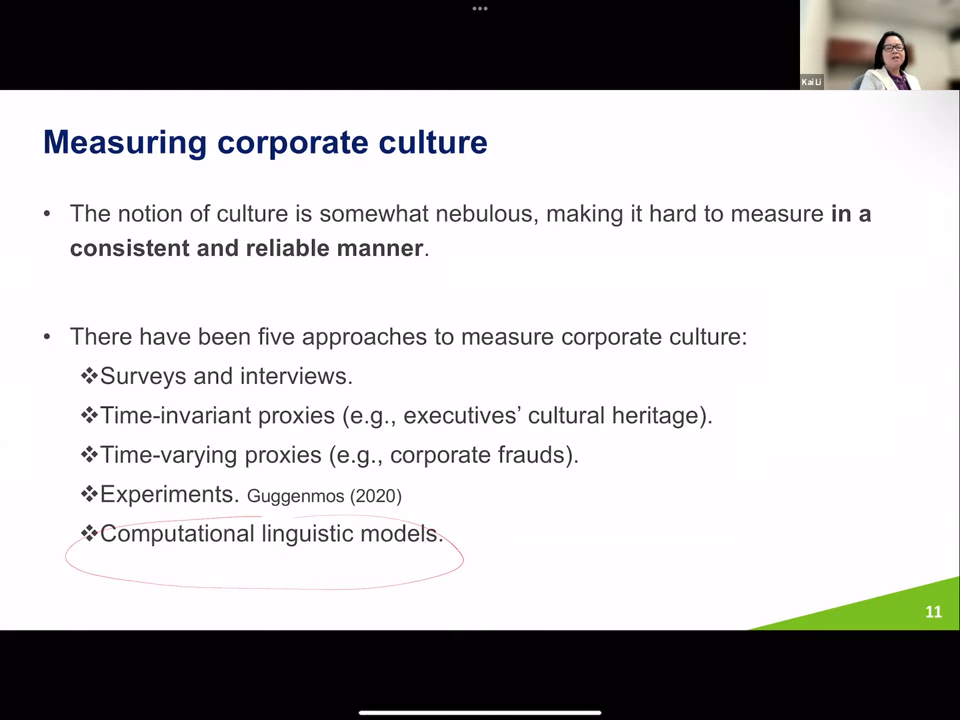 Kai Li
Measuring corporate culture
• The notion of culture is somewhat nebulous, making it hard to measure in a
consistent and reliable manner.
• There have been five approaches to measure corporate culture:
❖Surveys and interviews.
❖Time-invariant proxies (e.g., executives’ cultural heritage).
❖Time-varying proxies (e.g., corporate frauds).
❖Experiments. Guggenmos (2020)
❖Computational linguistic models.
11